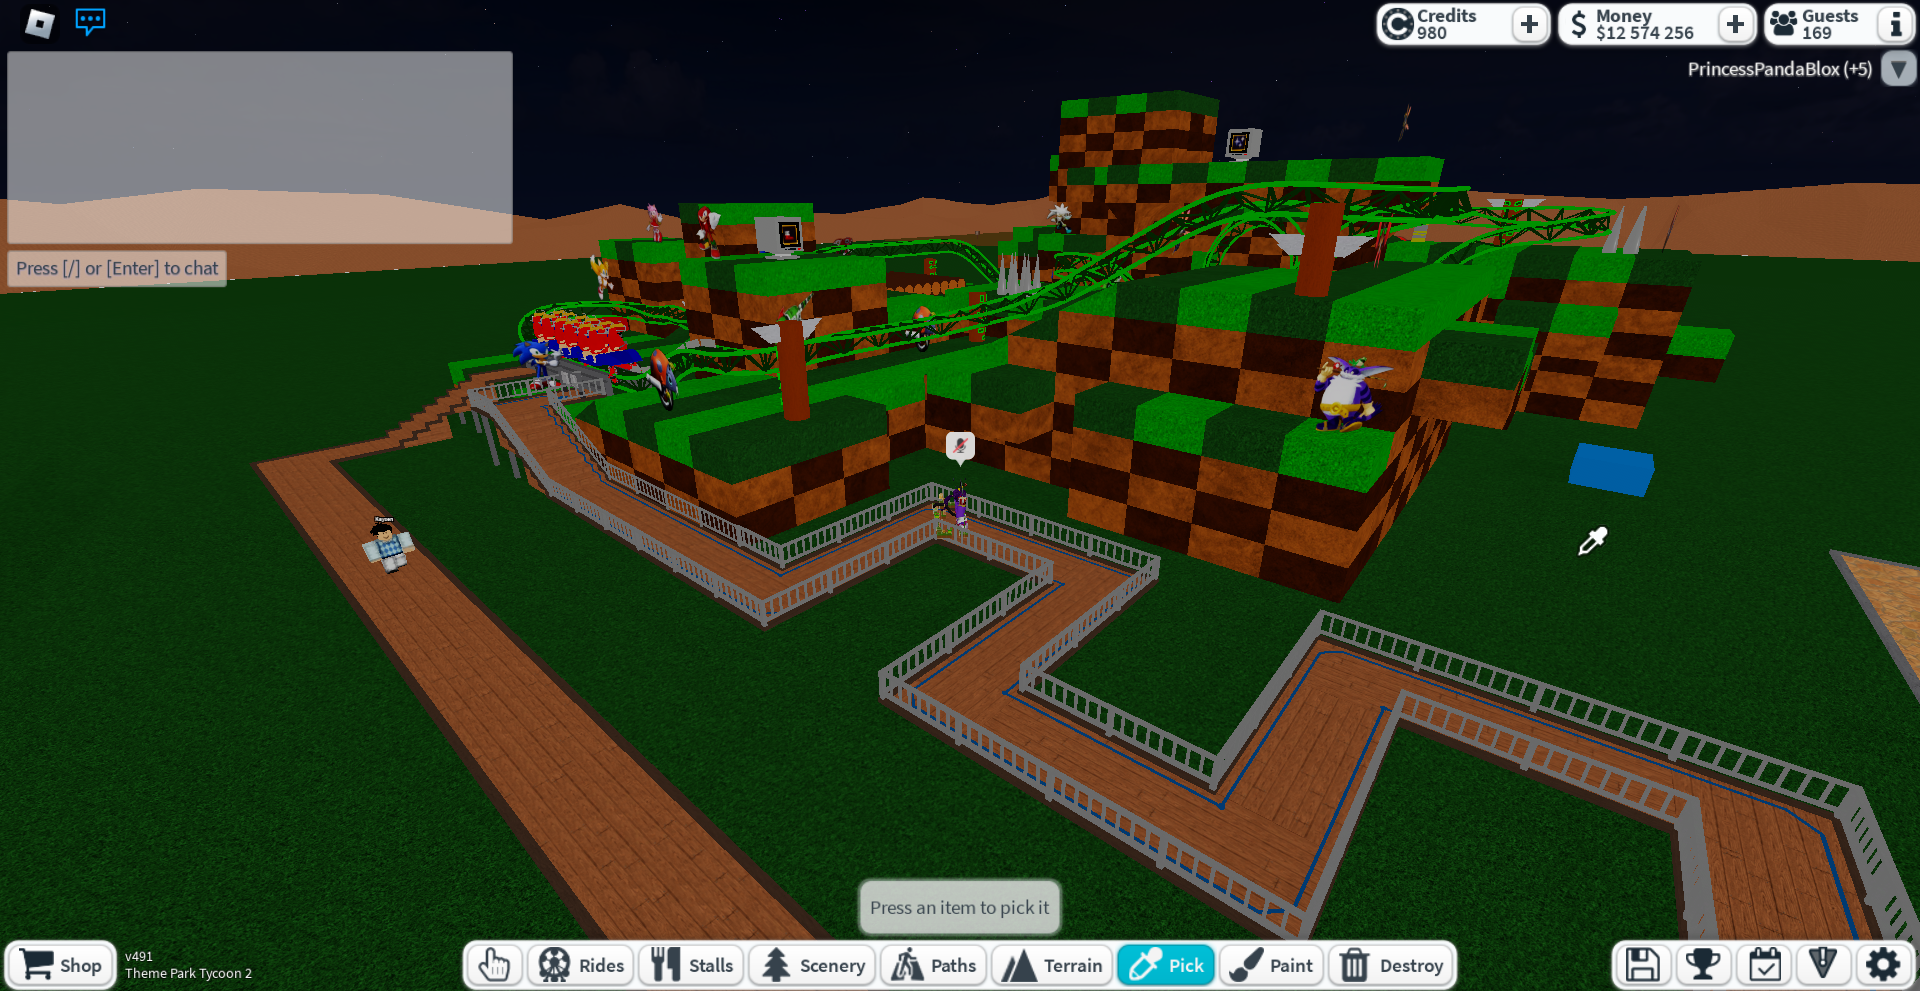 Credits
980
Money
$12 574 256
Guests
169
PrincessPandaBlox (+5)
Press [/] or [Enter] to chat
Kaysen
Press an item to pick it
Shop
v491
Theme Park Tycoon 2
Rides
Stalls
Scenery
Paths
Terrain
Pick
Paint
Destroy